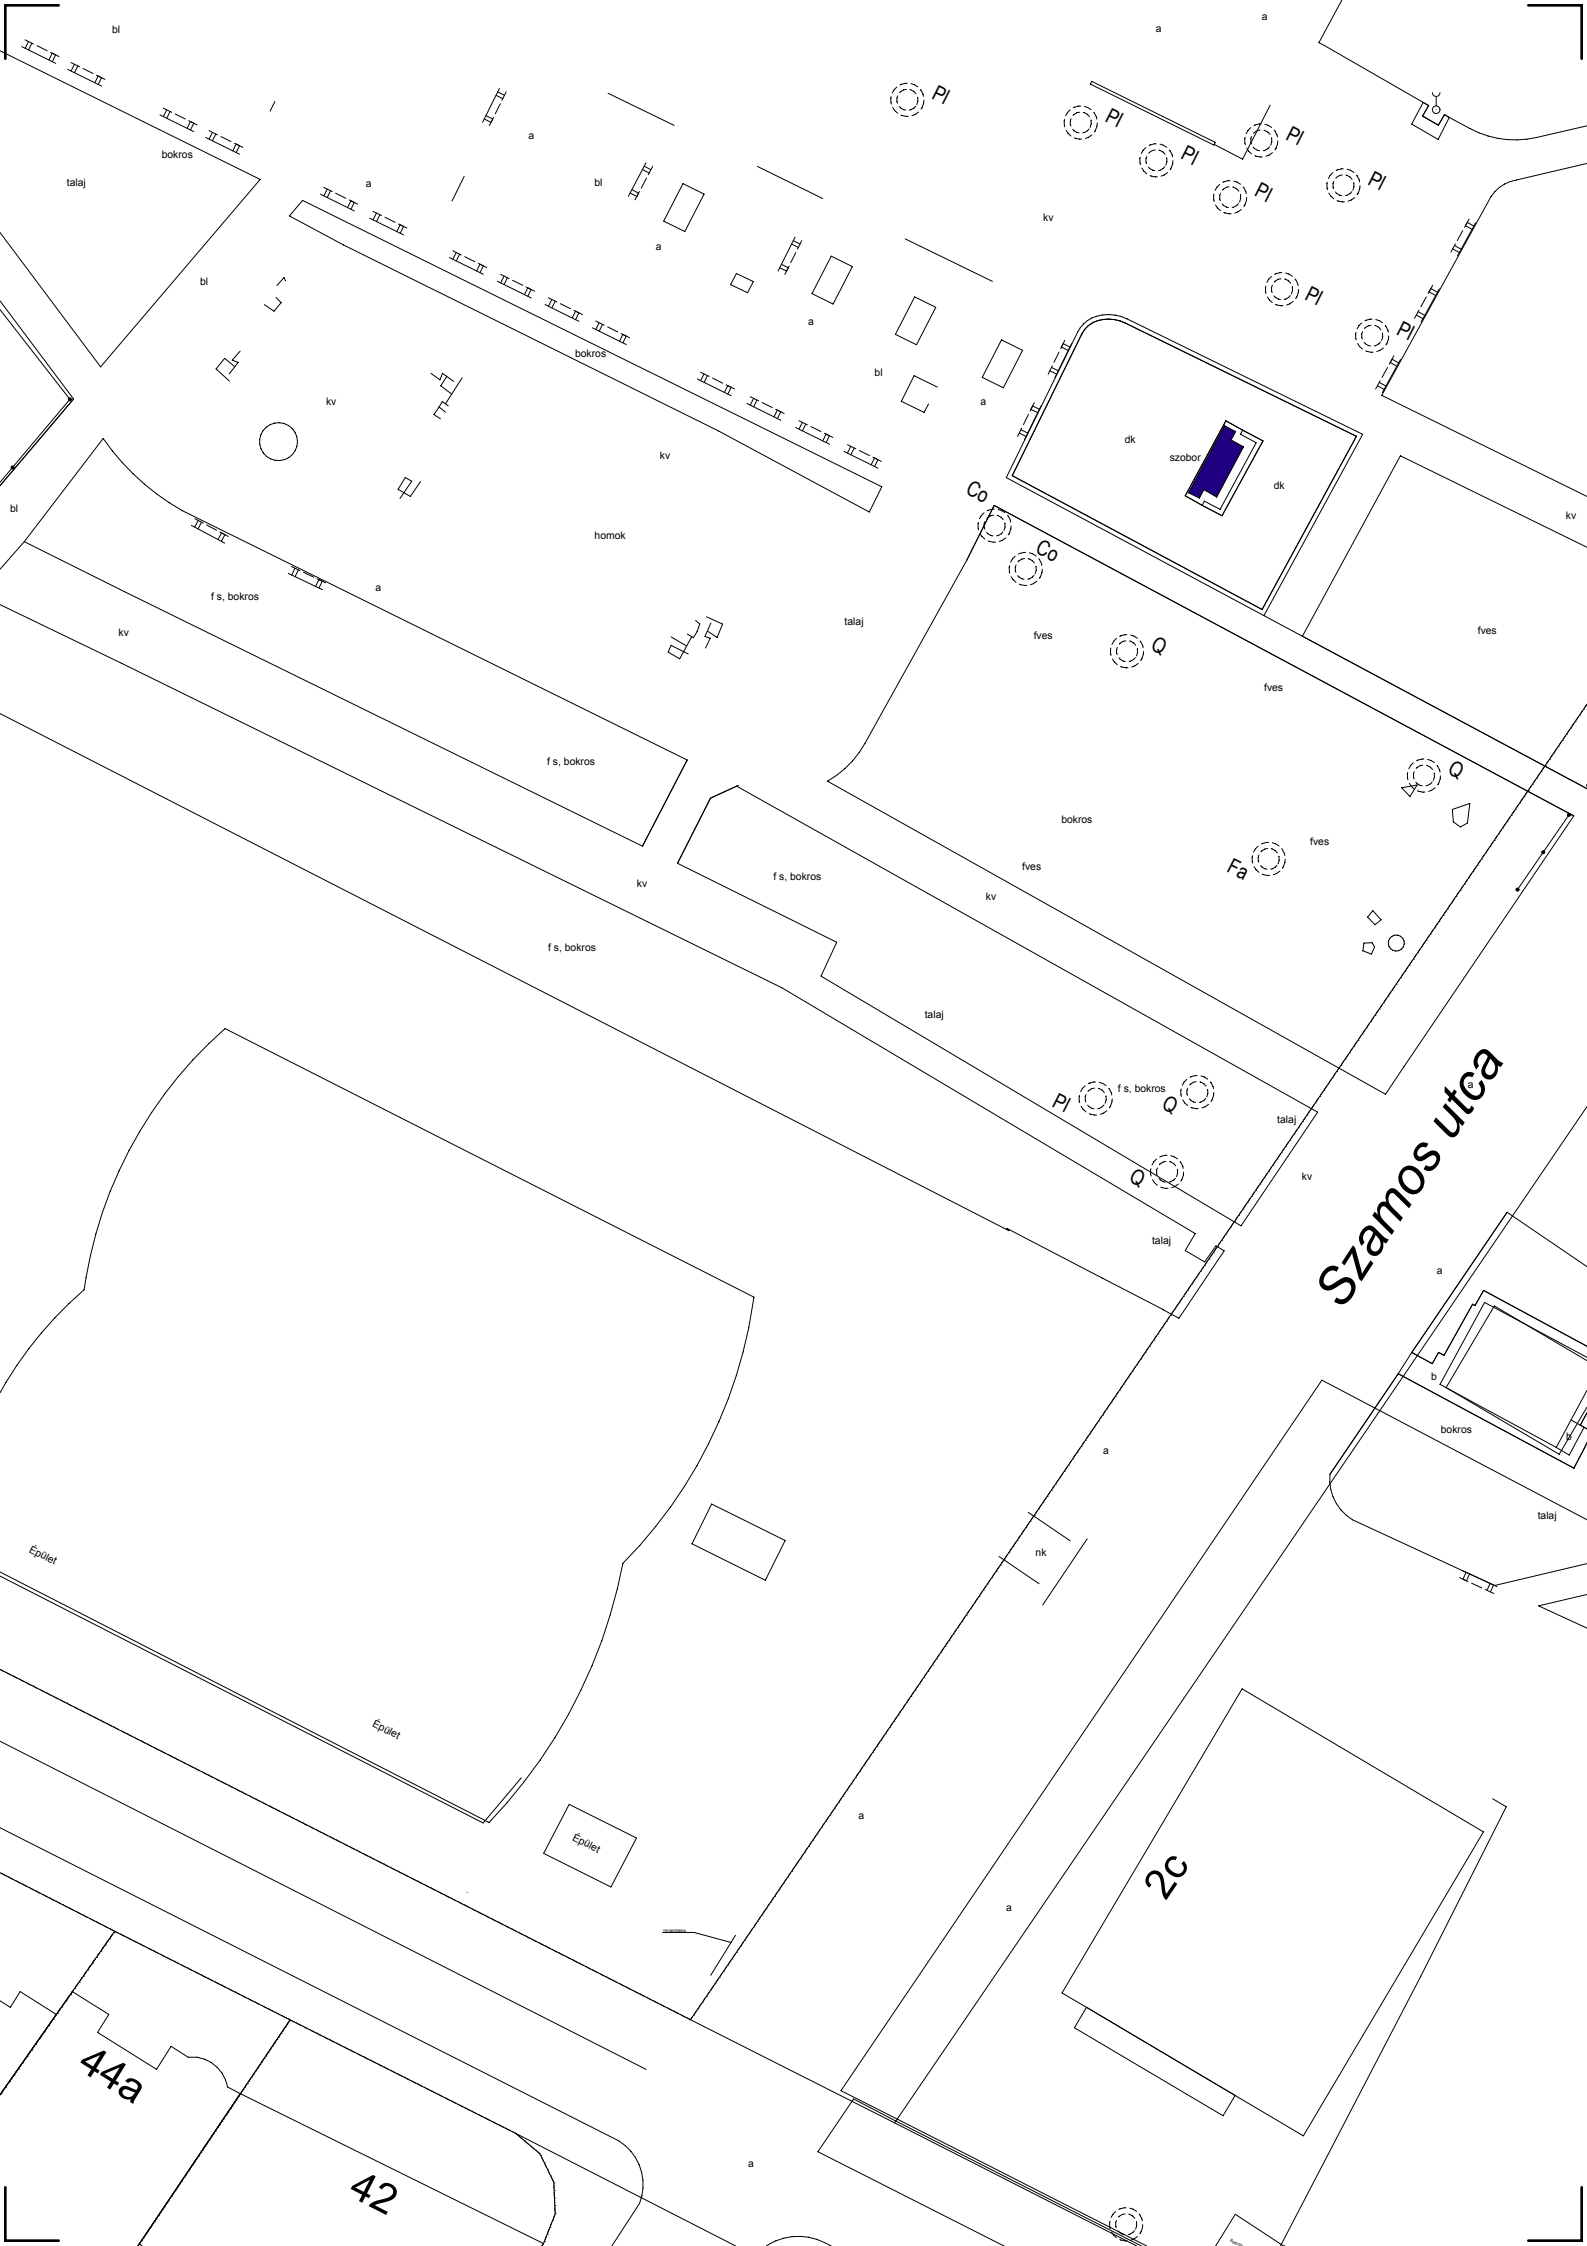 bl
a
a
Pl
Pl
Pl
Pl
Pl
Pl
a
bokros
talaj
a
bl
kv
a
bl
Pl
a
Pl
bokros
bl
kv
a
dk
szobor
dk
kv
Co
bl
kv
homok
Co
a
f s, bokros
talaj
kv
fves
Q
fves
fves
f s, bokros
Q
bokros
fves
fves
Fa
kv
f s, bokros
kv
f s, bokros
talaj
Szamos utca
a
Pl
f s, bokros
Q
talaj
Q
kv
talaj
a
b
bokros
b
a
talaj
nk
Épület
Épület
a
Épület
2c
a
44a
42
a